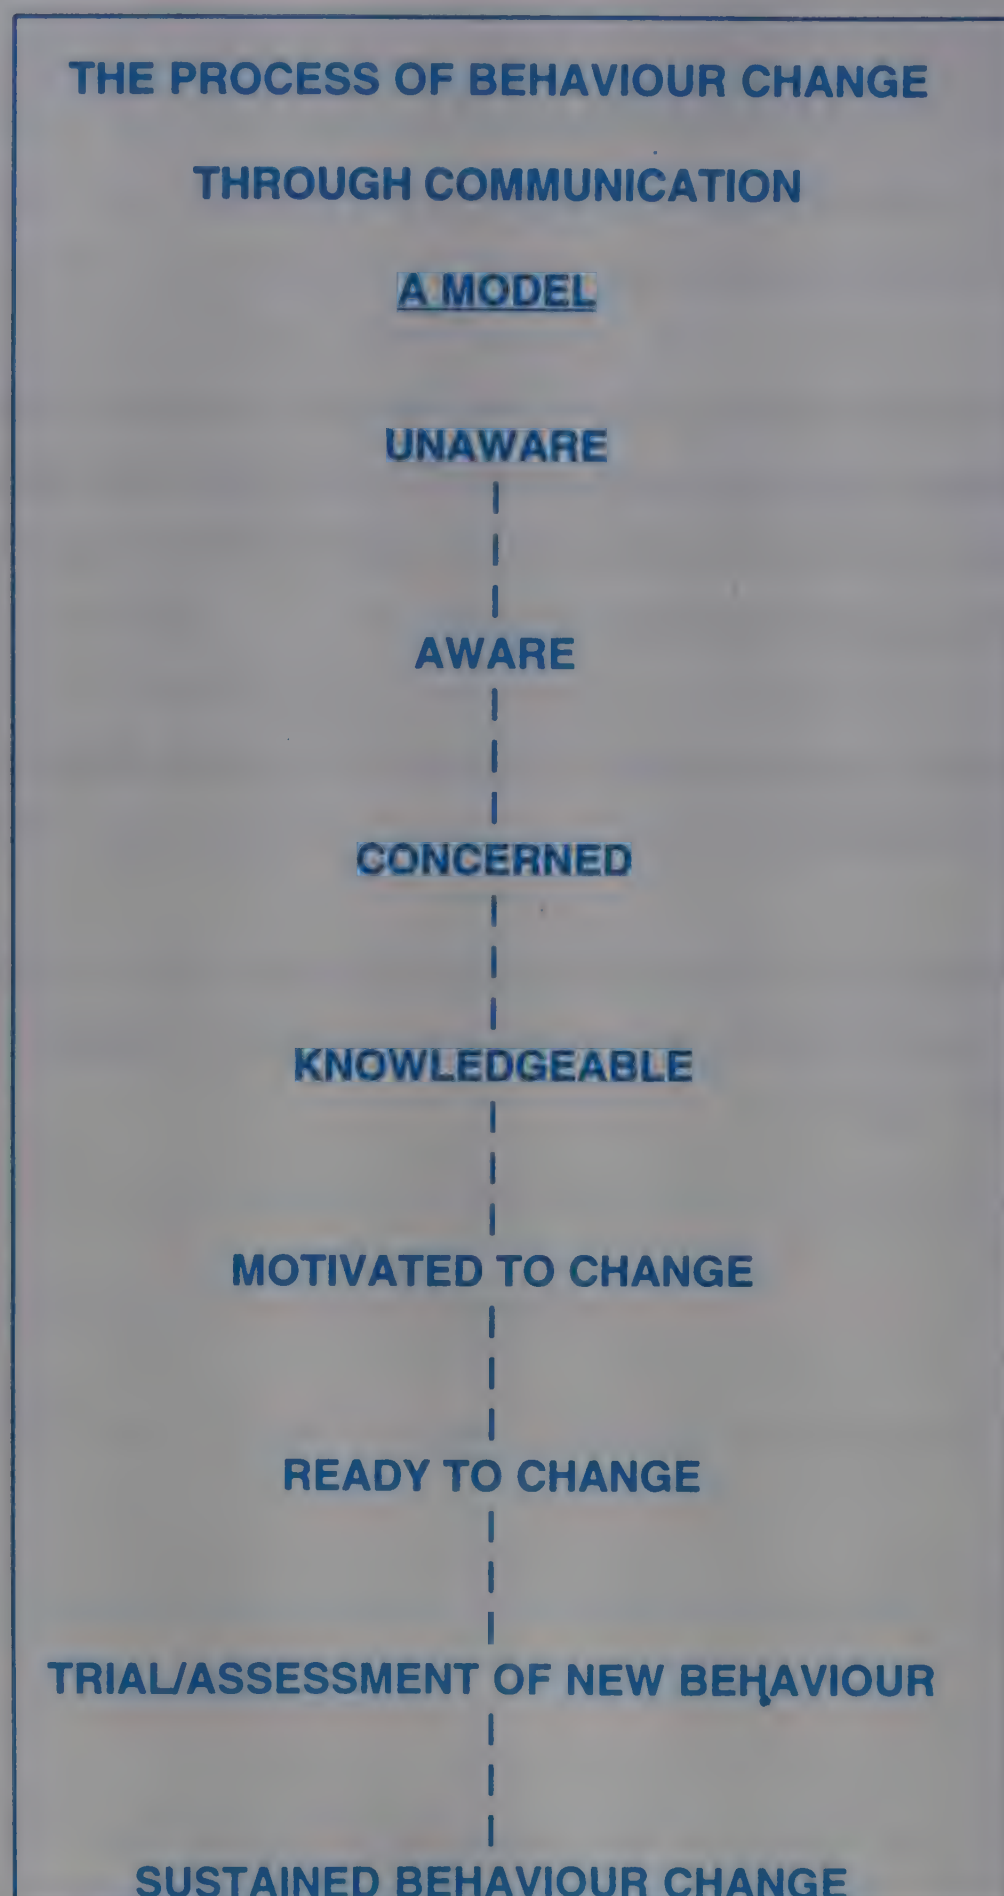 THE PROCESS OF BEHAVIOUR CHANGE
THROUGH COMMUNICATION
A MODEL
UNAWARE
AWARE
CONCERNED
KNOWLEDGEABLE
MOTIVATED TO CHANGE
READY TO CHANGE
TRIAL/ASSESSMENT OF NEW BEHAVIOUR
SUSTAINED BEHAVIOUR CHANGE